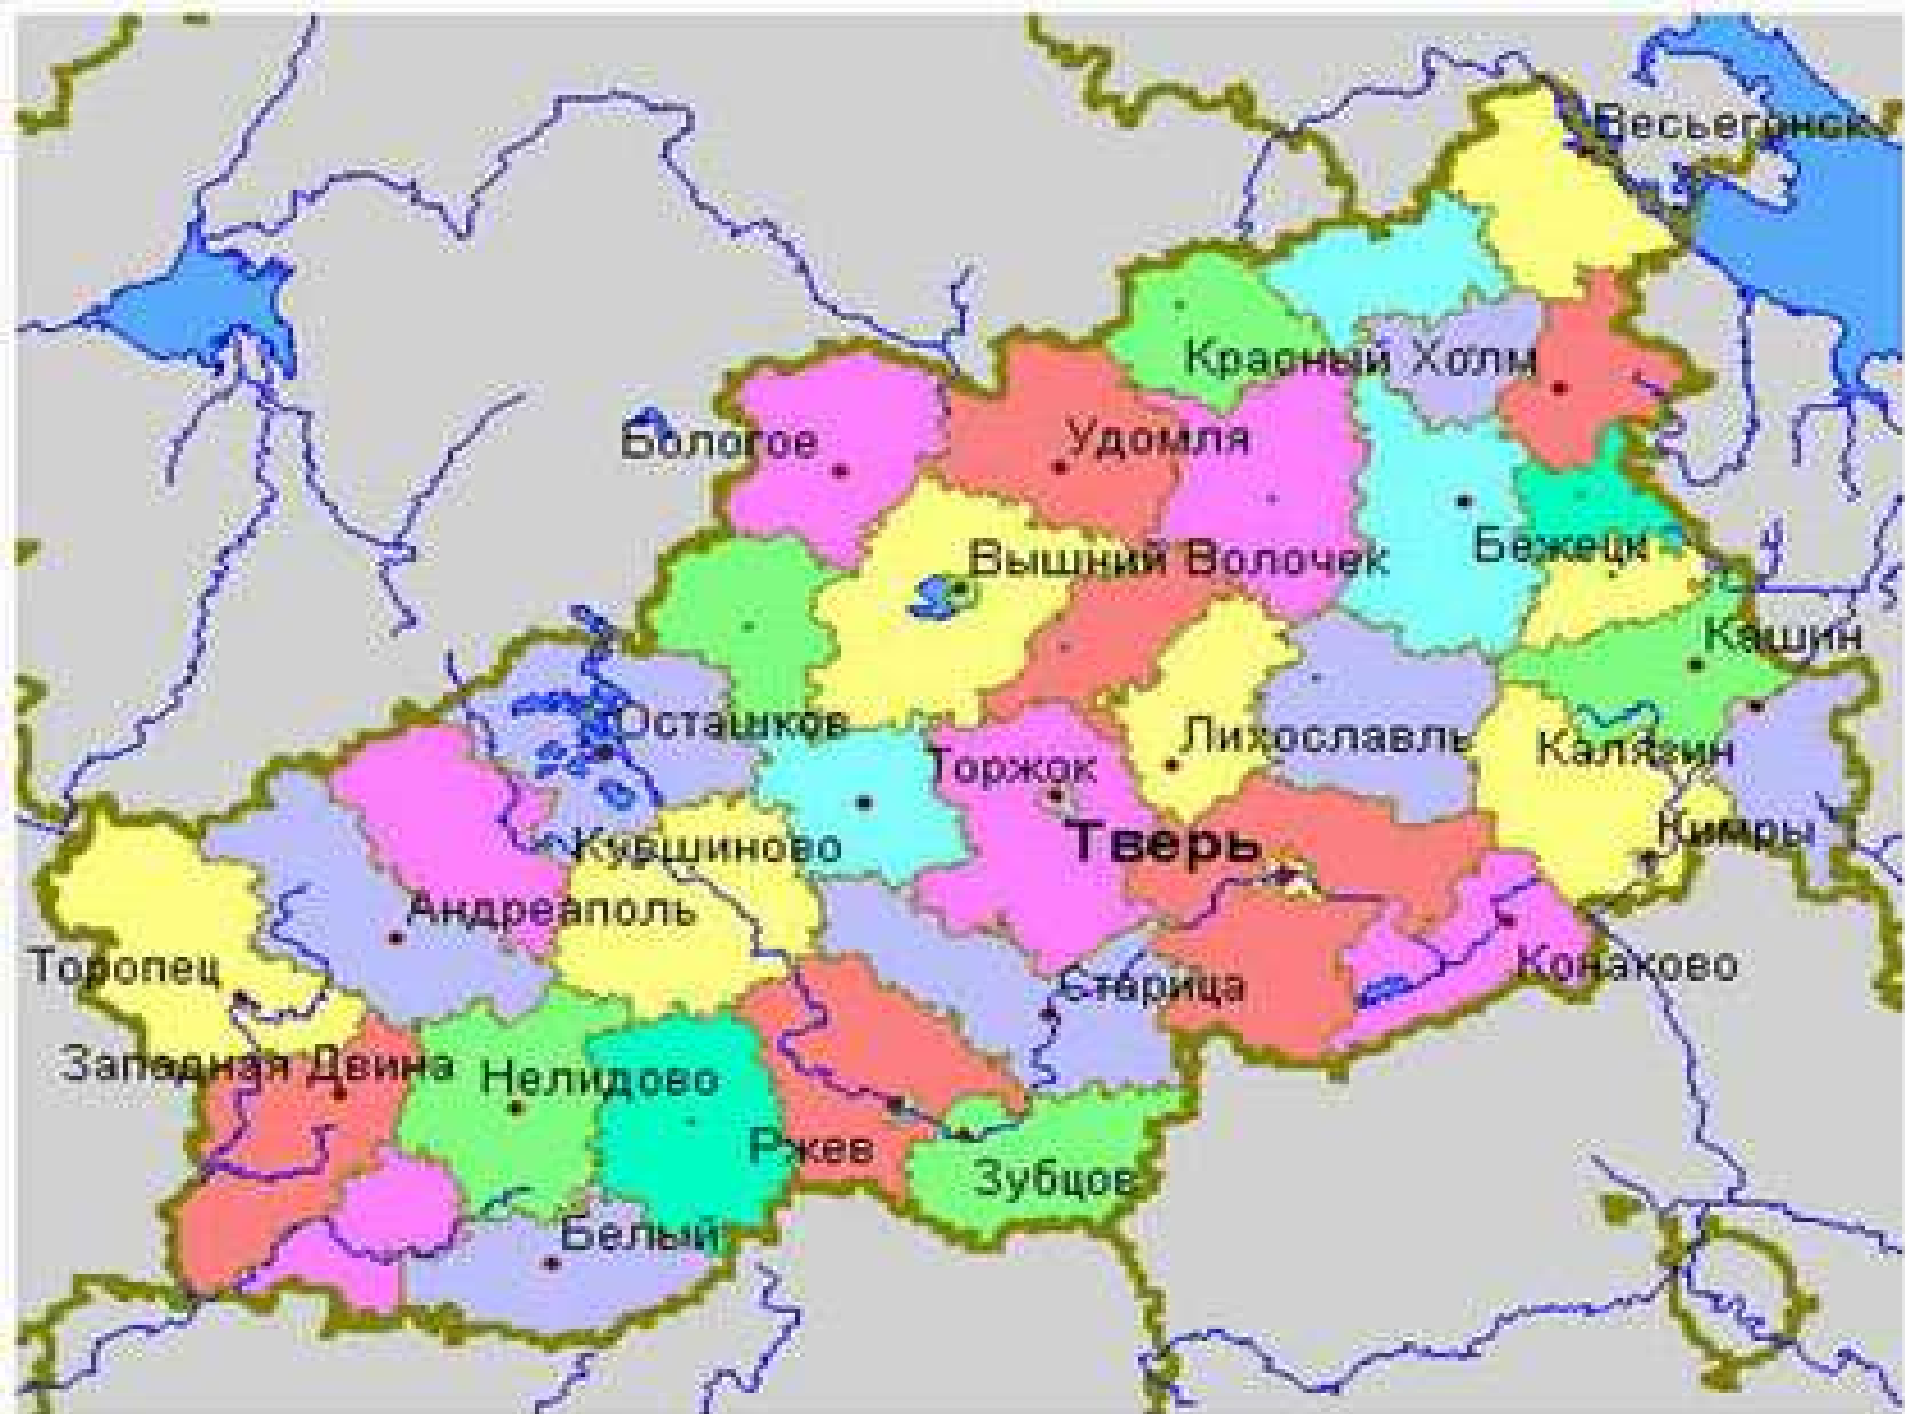 Весьегонск
Красный Холм
Бологое
Удомля
Вышний Волочек
Бежецк
Кашин
Осташков
Лихославль
Калязин
Торжок
Кувшиново
Тверь
Кимры
Андреаполь
Торопец
Старица
Конаково
Западная Двина
Нелидово
Ржев
Зубцов
Белый